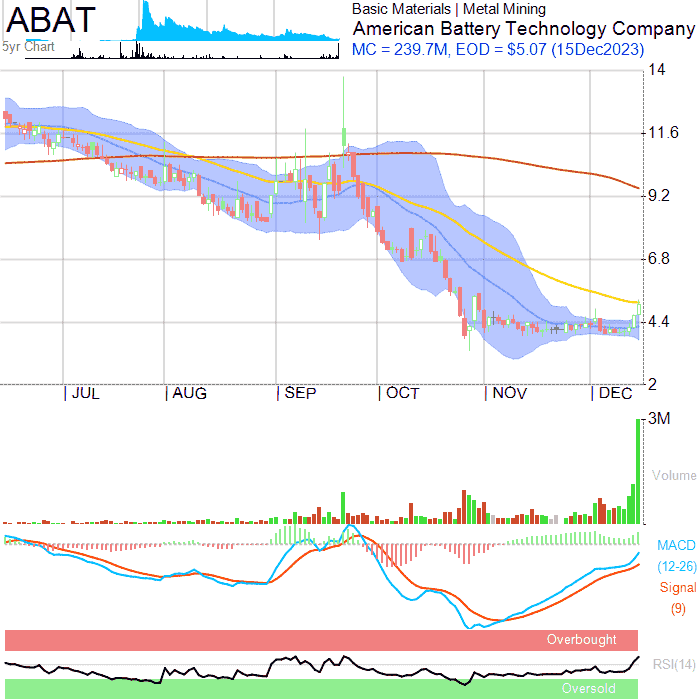 ABAT
Basic Materials | Metal Mining
American Battery Technology Company
5yr Chart
MC = 239.7M, EOD = $5.07 (15Dec2023)
14
11.6
9.2
6.8
4.4
2
JUL AUG SEP OCT NOV DEC
3M
Volume
MACD
(12-26)
Signal
(9)
Overbought
RSI(14)
Oversold